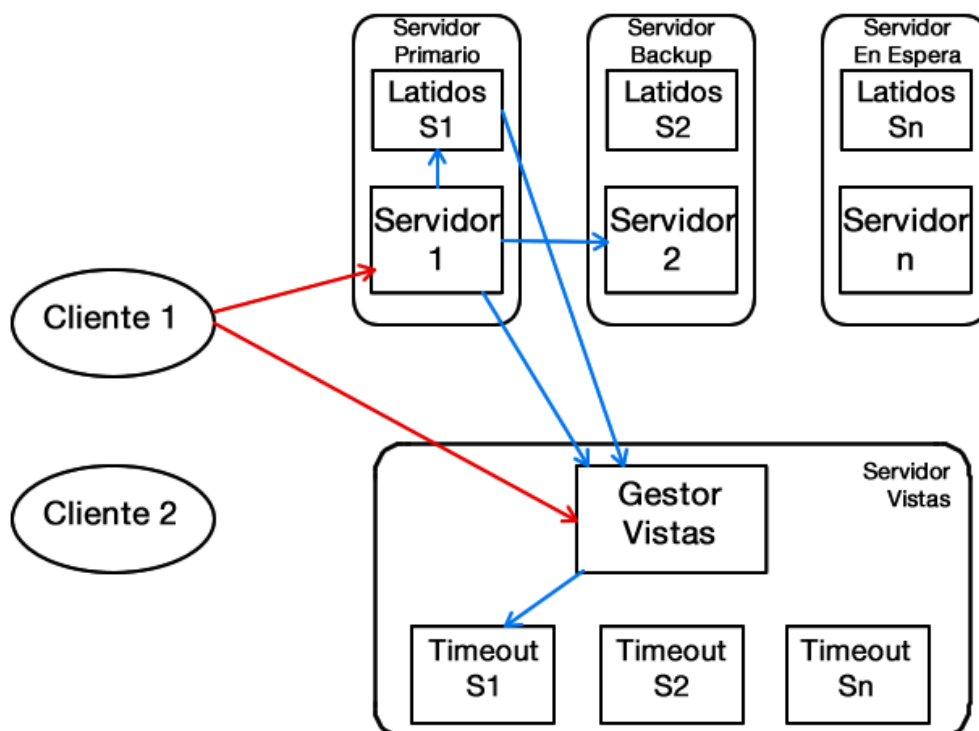 Servidor
Primario
Latidos
S1
Servidor
1
Servidor
Backup
Latidos
S2
Servidor
2
Servidor
En Espera
Latidos
Sn
Servidor
n
Cliente 1
Cliente 2
Servidor
Vistas
Gestor
Vistas
Timeout
S1
Timeout
S2
Timeout
Sn